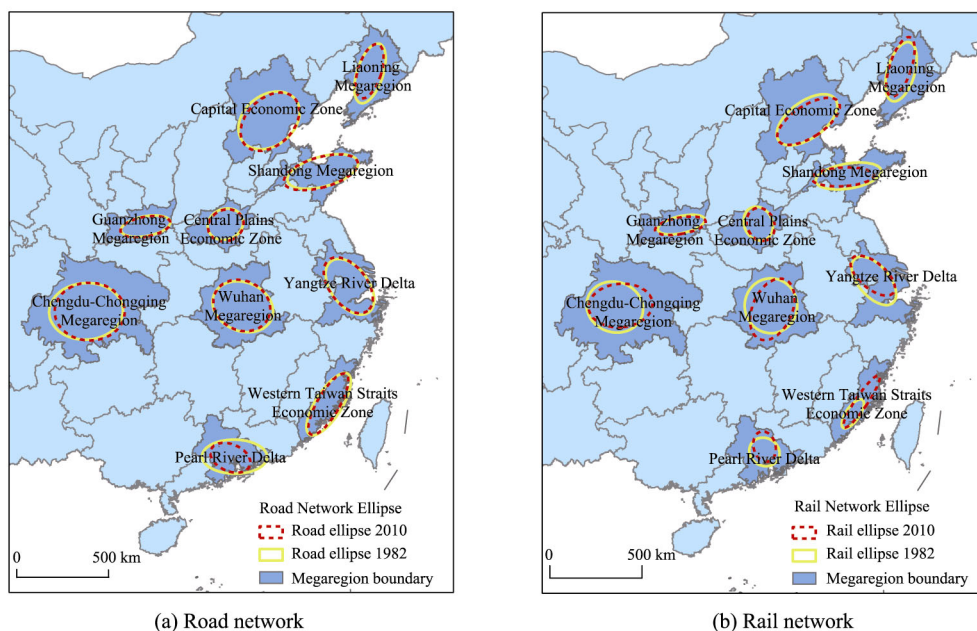 Liaoning
Megaregion
Capital Economic Zone
Shandong Megaregion
Guanzhong
Megaregion
Central Plains
Economic Zone
Yangtze River Delta
Chengdu-Chongqing
Megaregion
Wuhan
Megaregion
Western Taiwan Straits
Economic Zone
Pearl River Delta
Road Network Ellipse
Road ellipse 2010
Road ellipse 1982
Megaregion boundary
0 500 km
(a) Road network
Liaoning
Megaregion
Capital Economic Zone
Shandong Megaregion
Guanzhong
Megaregion
Central Plains
Economic Zone
Yangtze River Delta
Chengdu-Chongqing
Megaregion
Wuhan
Megaregion
Western Taiwan Straits
Economic Zone
Pearl River Delta
Rail Network Ellipse
Rail ellipse 2010
Rail ellipse 1982
Megaregion boundary
0 500 km
(b) Rail network